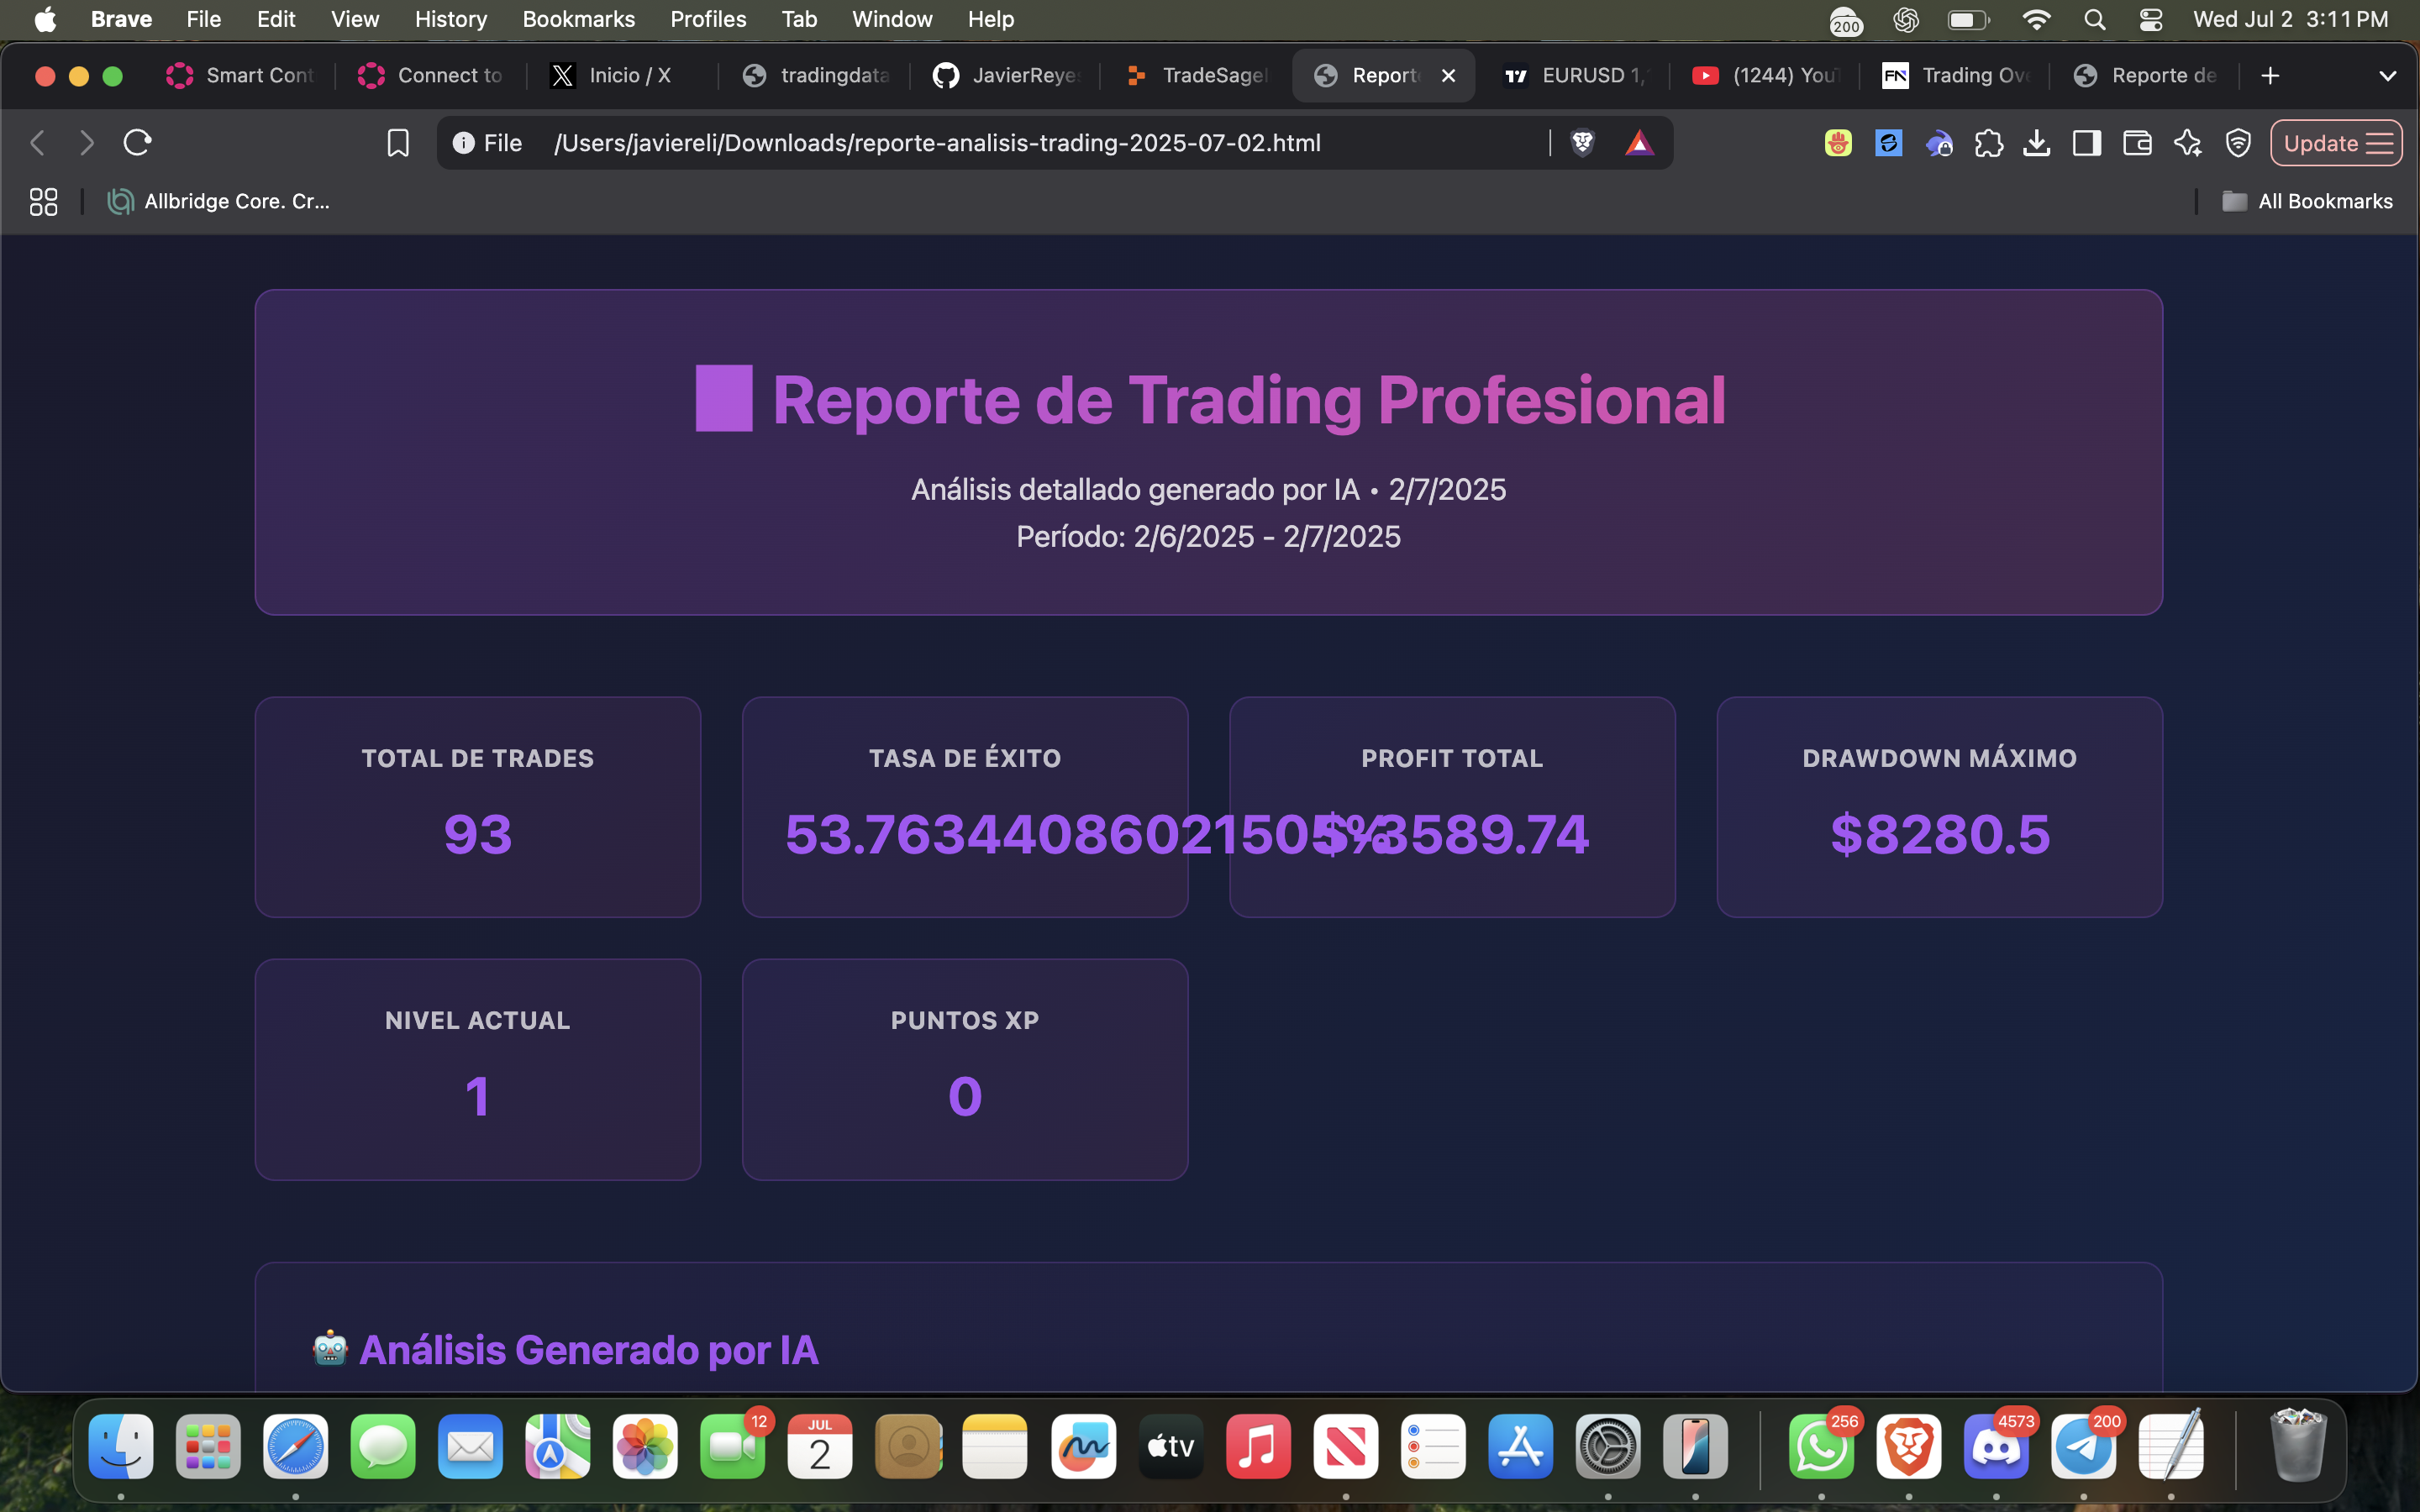 Brave File Edit View History Bookmarks Profiles Tab Window Help 200 Wed Jul 2 3:11 PM
Smart Cont Connect to Inicio / X tradingdata JavierReye TradeSage Report EURUSD 1, (1244) You Trading Ove Reporte de
File /Users/javiereli/Downloads/reporte-analisis-trading-2025-07-02.html Update
Allbridge Core. Cr... All Bookmarks
Reporte de Trading Profesional
Análisis detallado generado por IA • 2/7/2025
Período: 2/6/2025 - 2/7/2025
TOTAL DE TRADES TASA DE ÉXITO PROFIT TOTAL DRAWDOWN MÁXIMO
93 53.76344086021505% $%3589.74 $8280.5
NIVEL ACTUAL PUNTOS XP
1 0
Análisis Generado por IA
12 JUL 256 4573 200
2 tv